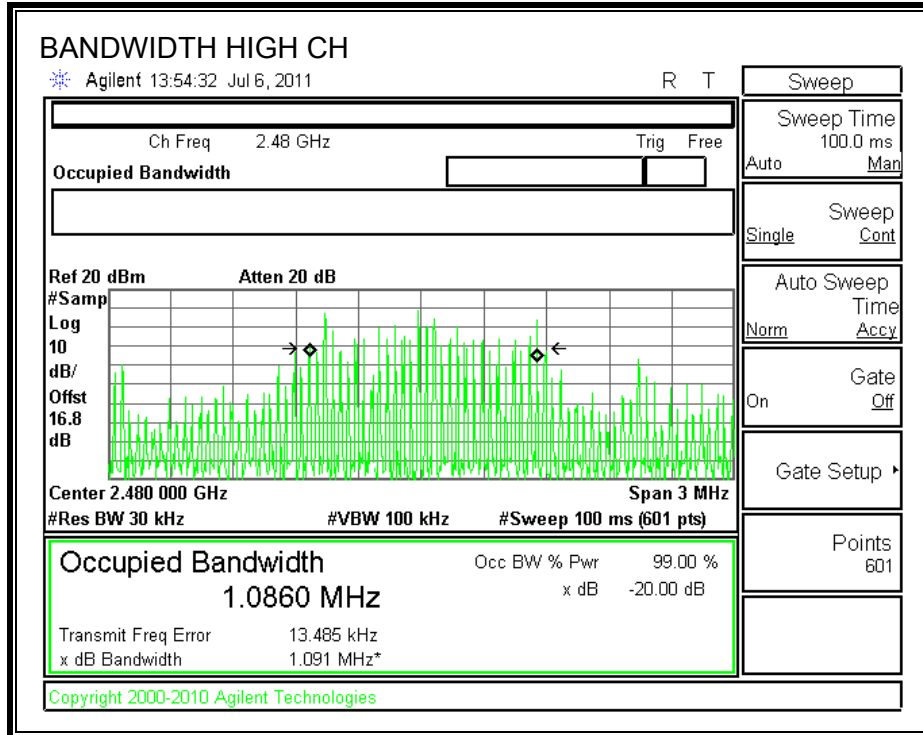 BANDWIDTH HIGH CH
Agilent 13:54:32 Jul 6, 2011 R T
Ch Freq 2.48 GHz Trig Free
Occupied Bandwidth
Ref 20 dBm Atten 20 dB
#Samp
Log
10
dB/
Offst
16.8
dB
Center 2.480 000 GHz Span 3 MHz
#Res BW 30 kHz #VBW 100 kHz #Sweep 100 ms (601 pts)
Occupied Bandwidth Occ BW % Pwr 99.00 %
1.0860 MHz x dB -20.00 dB
Transmit Freq Error 13.485 kHz
x dB Bandwidth 1.091 MHz*
Copyright 2000-2010 Agilent Technologies
Sweep
Sweep Time
100.0 ms
Auto Man
Sweep
Single Cont
Auto Sweep
Time
Norm Accy
Gate
On Off
Gate Setup
Points
601